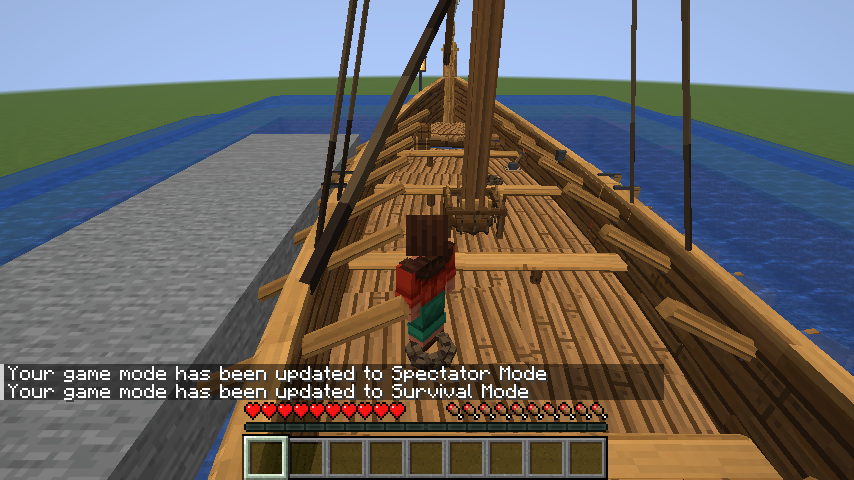 Your game mode has been updated to Spectator Mode
Your game mode has been updated to Survival Mode